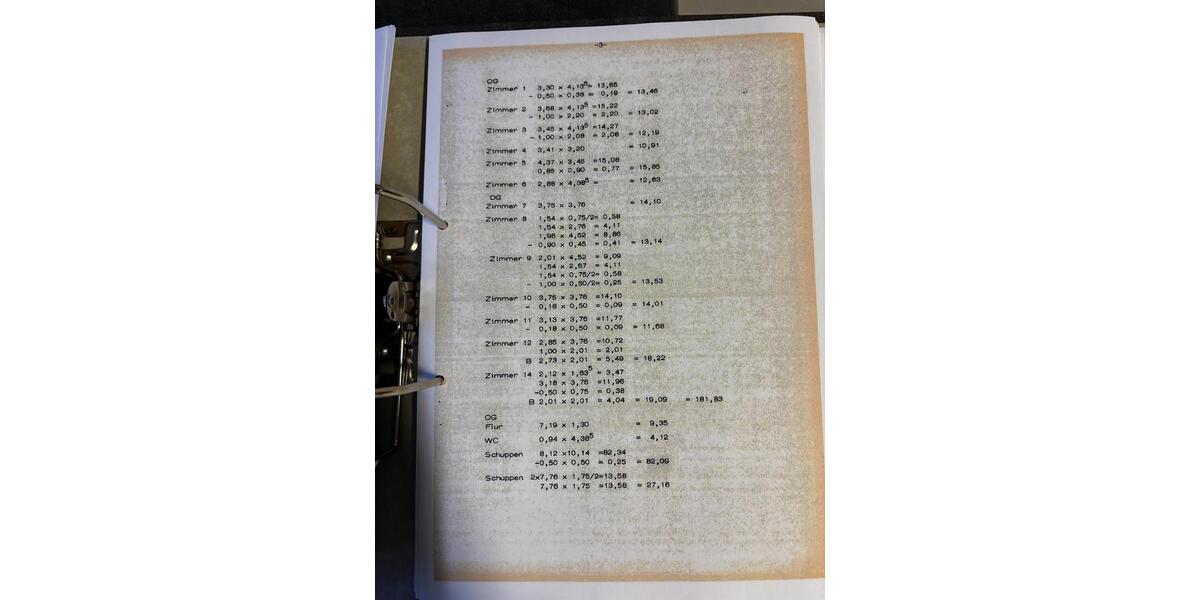 -3-
OG
Zimmer 1 3,30 x 4,13⁵= 13,65
- 0,50 x 0,38 = 0,19 = 13,46
Zimmer 2 3,68 x 4,13⁵ =15,22
- 1,00 x 2,20 = 2,20 = 13,02
Zimmer 3 3,45 x 4,13⁵ =14,27
- 1,00 x 2,08 = 2,08 = 12,19
Zimmer 4 3,41 x 3,20 = 10,91
Zimmer 5 4,37 x 3,45 =15,08
0,85 x 0,90 = 0,77 = 15,85
Zimmer 6 2,88 x 4,38⁵ = = 12,63
DG
Zimmer 7 3,75 x 3,76 = 14,10
Zimmer 8 1,54 x 0,75/2= 0,58
1,54 x 2,76 = 4,11
1,96 x 4,52 = 8,86
- 0,90 x 0,45 = 0,41 = 13,14
Zimmer 9 2,01 x 4,52 = 9,09
1,54 x 2,67 = 4,11
1,54 x 0,75/2= 0,58
- 1,00 x 0,50/2= 0,25 = 13,53
Zimmer 10 3,75 x 3,76 =14,10
- 0,18 x 0,50 = 0,09 = 14,01
Zimmer 11 3,13 x 3,76 =11,77
- 0,18 x 0,50 = 0,09 = 11,68
Zimmer 12 2,85 x 3,76 =10,72
1,00 x 2,01 = 2,01
B 2,73 x 2,01 = 5,49 = 18,22
Zimmer 14 2,12 x 1,63⁵ = 3,47
3,18 x 3,76 =11,96
-0,50 x 0,75 = 0,38
B 2,01 x 2,01 = 4,04 = 19,09 = 181,83
OG
Flur 7,19 x 1,30 = 9,35
WC 0,94 x 4,38⁵ = 4,12
Schuppen 8,12 x10,14 =82,34
-0,50 x 0,50 = 0,25 = 82,09
Schuppen 2x7,76 x 1,75/2=13,58
7,76 x 1,75 =13,58 = 27,16